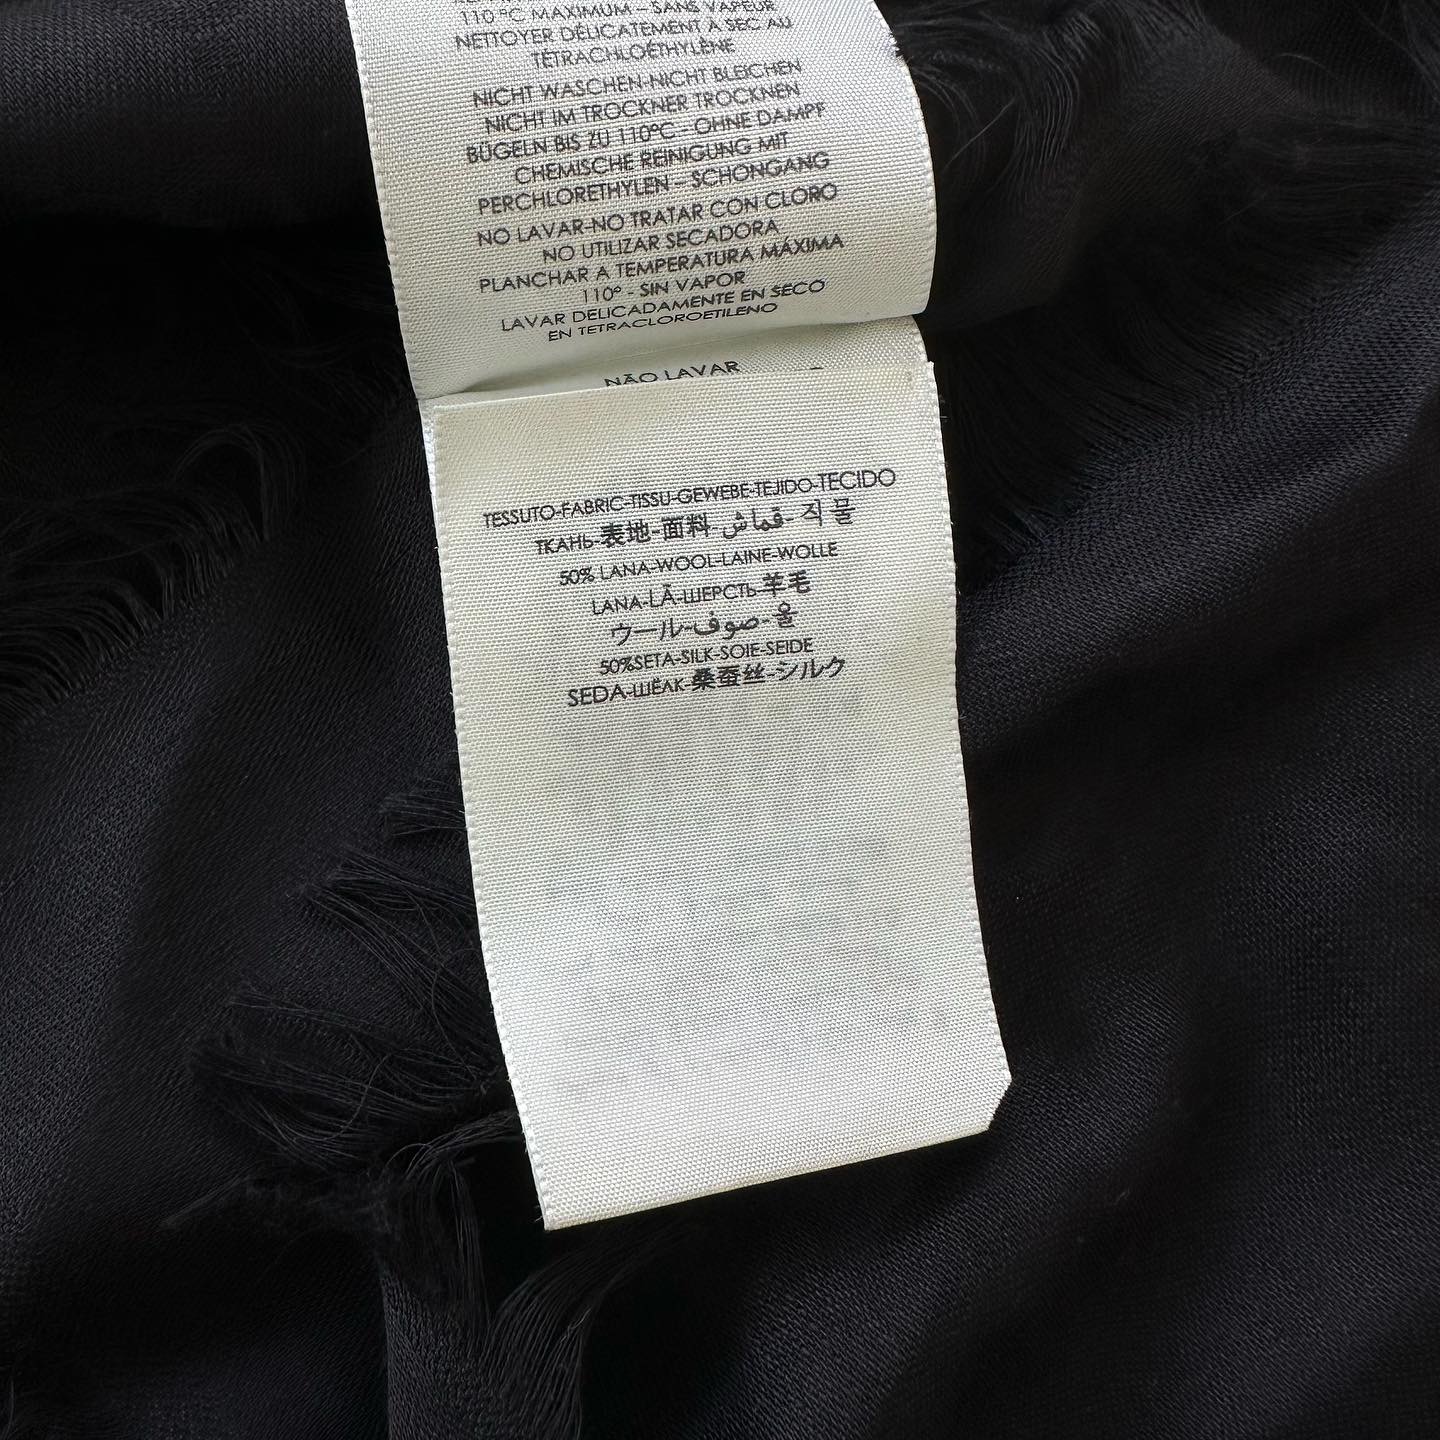 110 °C MAXIMUM – SANS VAPEUR
NETTOYER DÉLICATEMENT À SEC AU
TÉTRACHLOÉTHYLÈNE
NICHT WASCHEN-NICHT BLEICHEN
NICHT IM TROCKNER TROCKNEN
BÜGELN BIS ZU 110°C - OHNE DAMPF
CHEMISCHE REINIGUNG MIT
PERCHLORETHYLEN – SCHONGANG
NO LAVAR-NO TRATAR CON CLORO
NO UTILIZAR SECADORA
PLANCHAR A TEMPERATURA MÁXIMA
110° - SIN VAPOR
LAVAR DELICADAMENTE EN SECO
EN TETRACLOROETILENO
NÃO LAVAR
TESSUTO-FABRIC-TISSU-GEWEBE-TEJIDO-TECIDO
ТКАНЬ-表地-面料-قماش-직물
50% LANA-WOOL-LAINE-WOLLE
LANA-LÃ-ШЕРСТЬ-羊毛
ウール-صوف-울
50%SETA-SILK-SOIE-SEIDE
SEDA-ШЁЛК-桑蚕丝-シルク